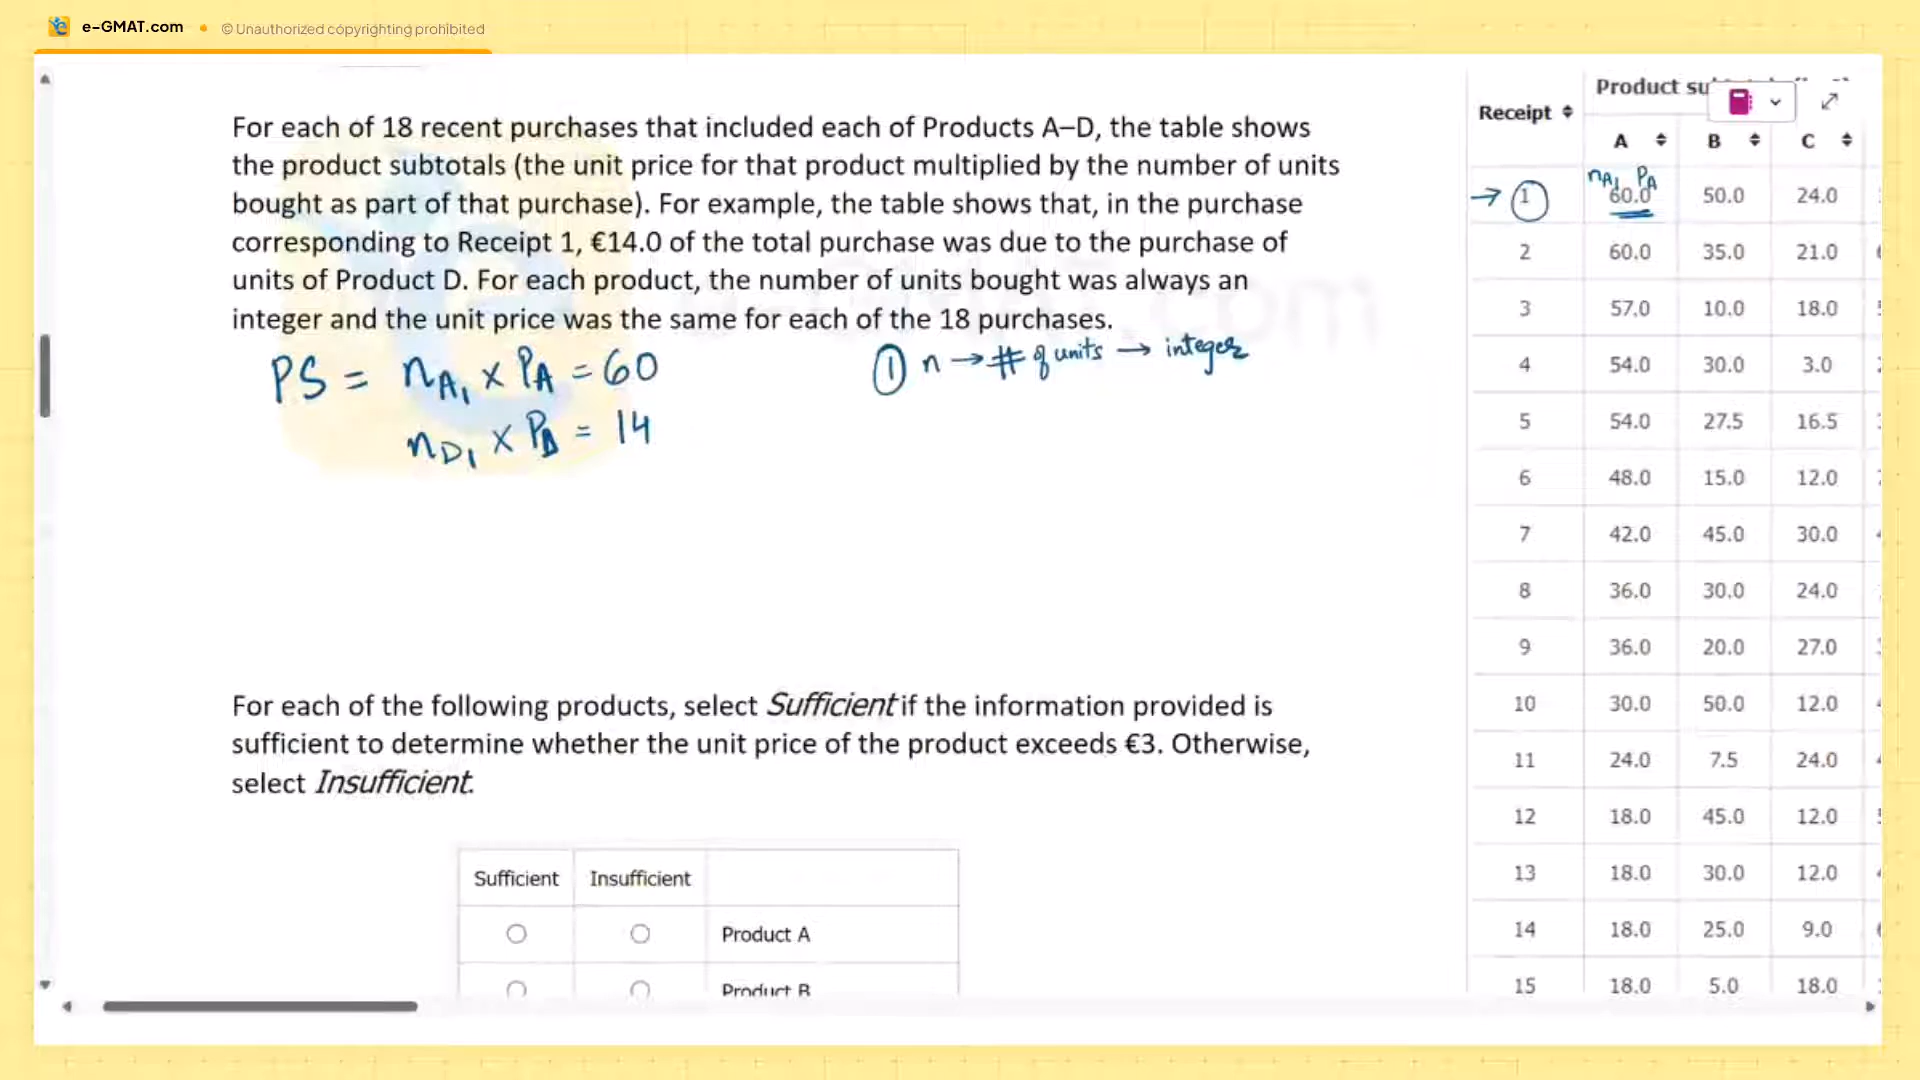 e-GMAT.com • © Unauthorized copyrighting prohibited
For each of 18 recent purchases that included each of Products A–D, the table shows
the product subtotals (the unit price for that product multiplied by the number of units
bought as part of that purchase). For example, the table shows that, in the purchase
corresponding to Receipt 1, €14.0 of the total purchase was due to the purchase of
units of Product D. For each product, the number of units bought was always an
integer and the unit price was the same for each of the 18 purchases.
PS = nA1 × PA = 60
nD1 × PD = 14
① n → # of units → integer
For each of the following products, select Sufficient if the information provided is
sufficient to determine whether the unit price of the product exceeds €3. Otherwise,
select Insufficient.
Sufficient Insufficient
Product A
Product B
Product su
Receipt
A B C
nA1 PA
→ 1 60.0 50.0 24.0
2 60.0 35.0 21.0
3 57.0 10.0 18.0
4 54.0 30.0 3.0
5 54.0 27.5 16.5
6 48.0 15.0 12.0
7 42.0 45.0 30.0
8 36.0 30.0 24.0
9 36.0 20.0 27.0
10 30.0 50.0 12.0
11 24.0 7.5 24.0
12 18.0 45.0 12.0
13 18.0 30.0 12.0
14 18.0 25.0 9.0
15 18.0 5.0 18.0